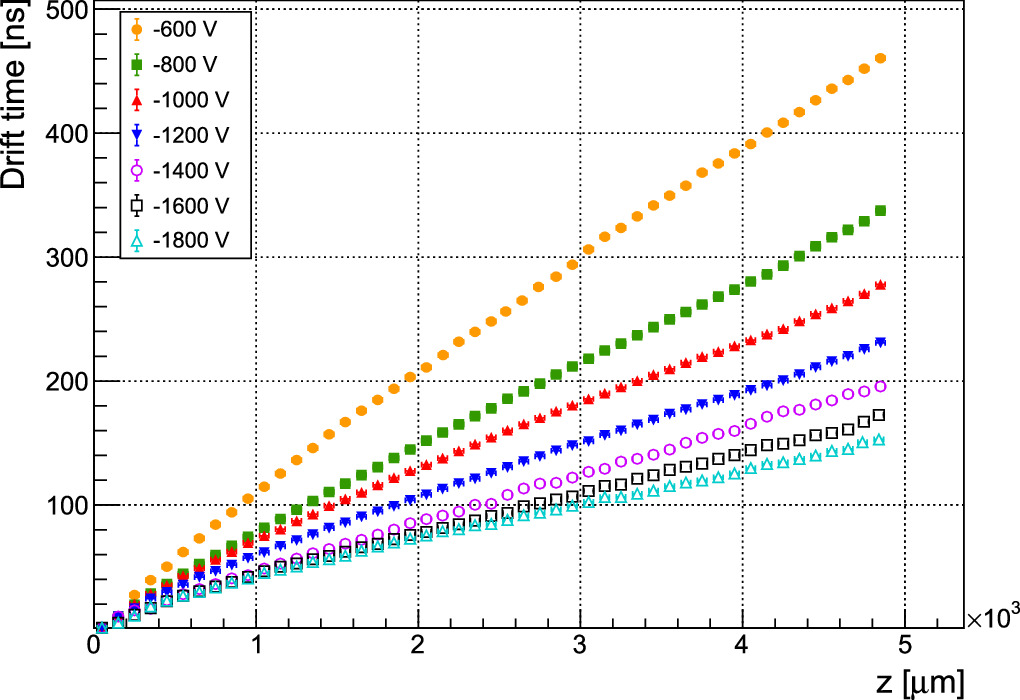 Drift time [ns]
500
400
300
200
100
-600 V
-800 V
-1000 V
-1200 V
-1400 V
-1600 V
-1800 V
0 1 2 3 4 5
×10³
z [μm]